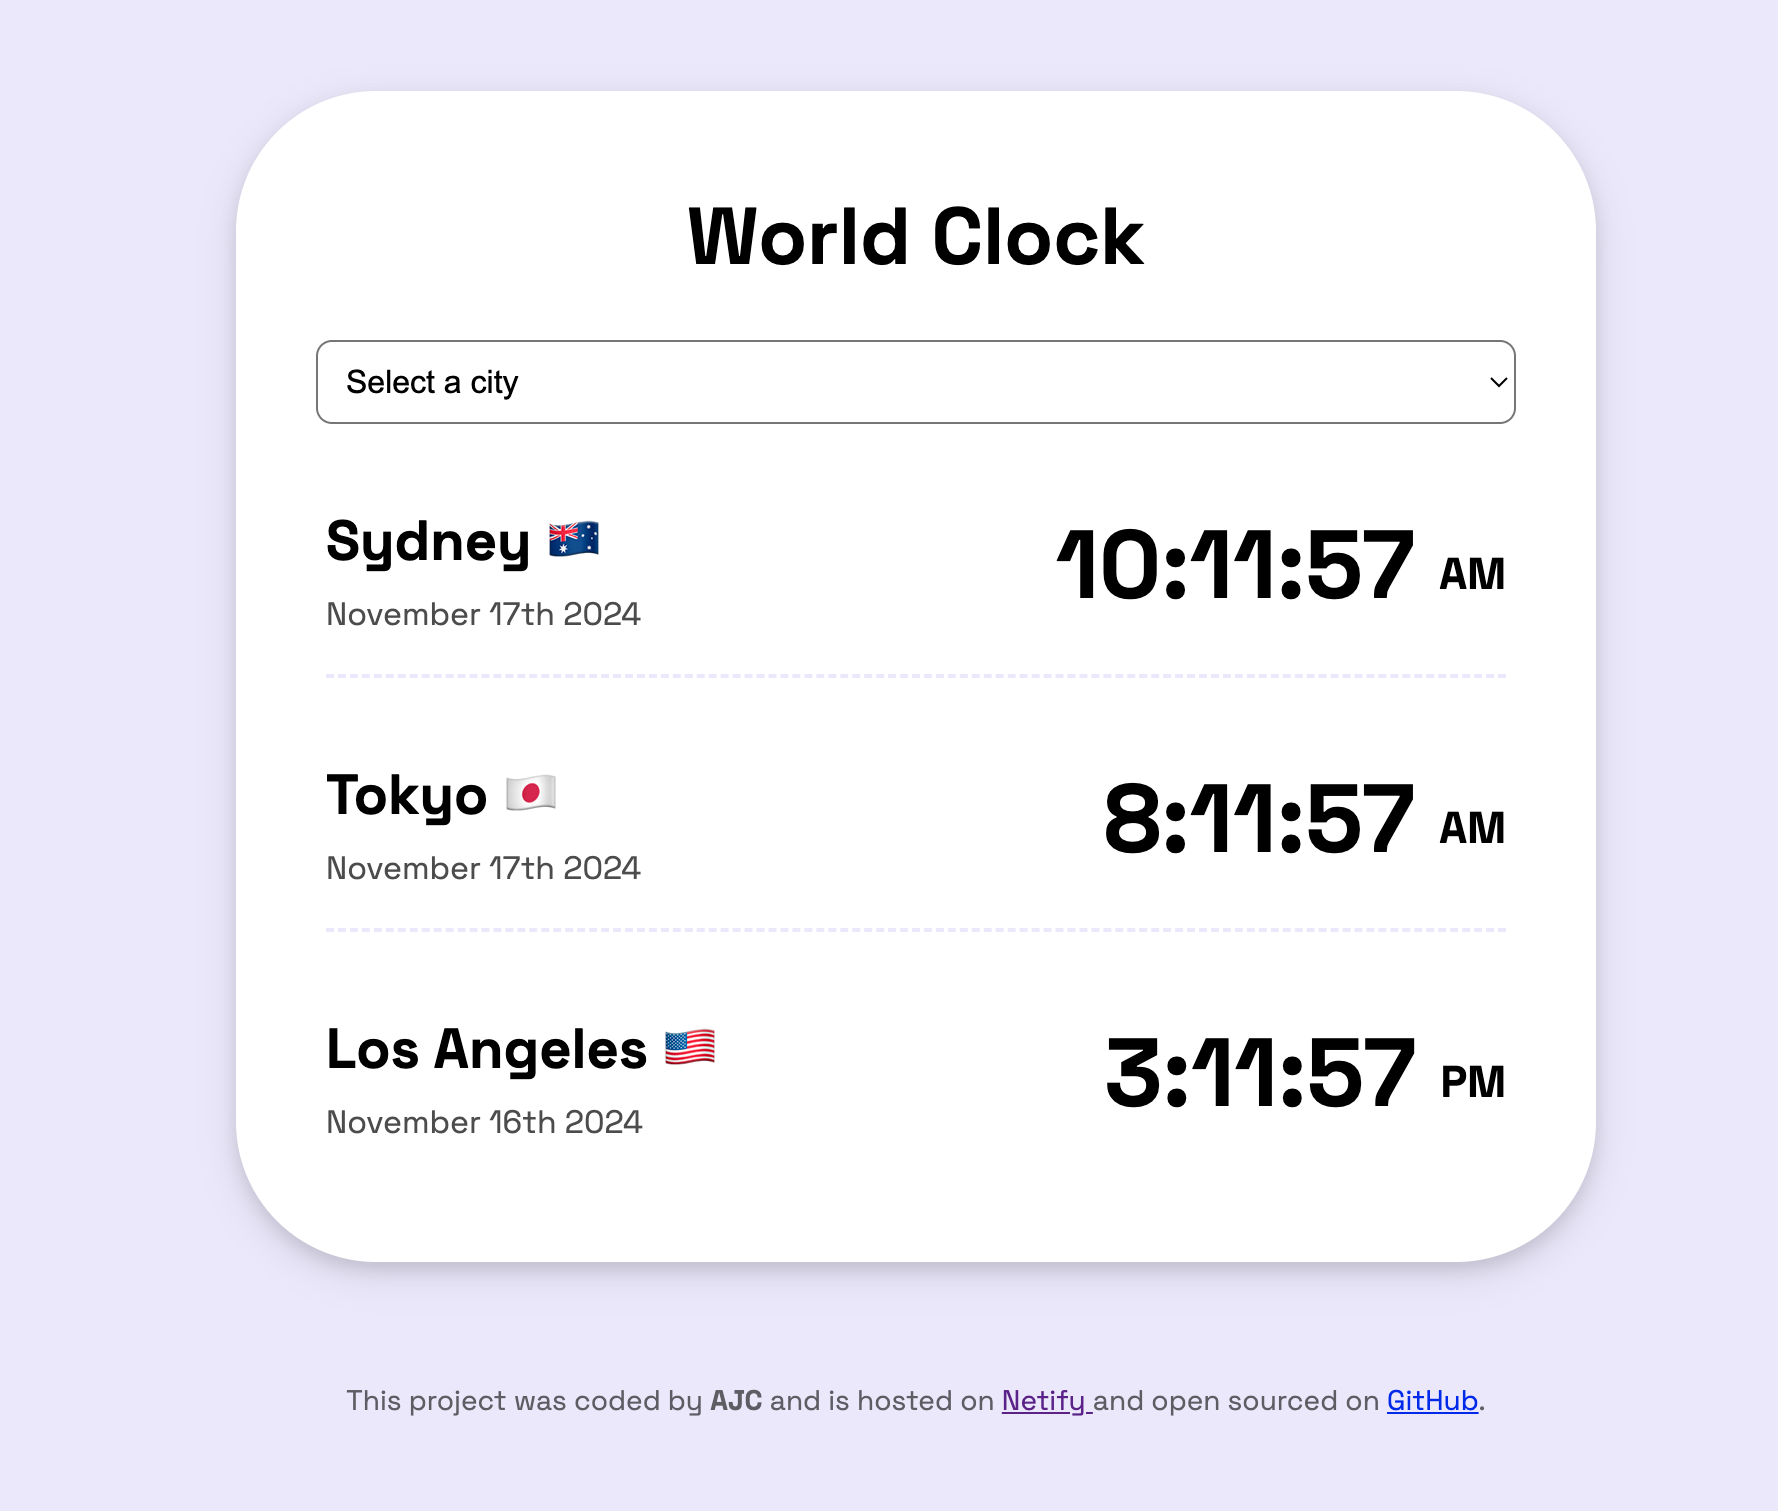 World Clock
Select a city
Sydney 🇦🇺
10:11:57 AM
November 17th 2024
Tokyo 🇯🇵
8:11:57 AM
November 17th 2024
Los Angeles 🇺🇸
3:11:57 PM
November 16th 2024
This project was coded by AJC and is hosted on Netify and open sourced on GitHub.